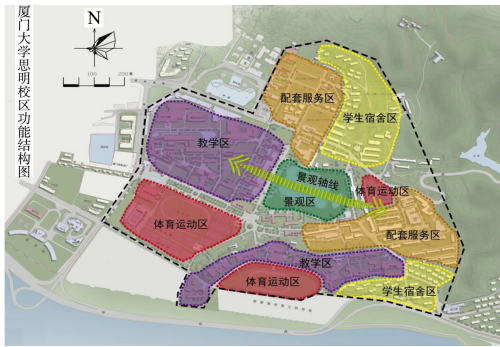 厦门大学思明校区功能结构图
N
100 200
配套服务区
学生宿舍区
教学区
景观轴线
体育运动区
景观区
体育运动区
配套服务区
教学区
体育运动区
学生宿舍区